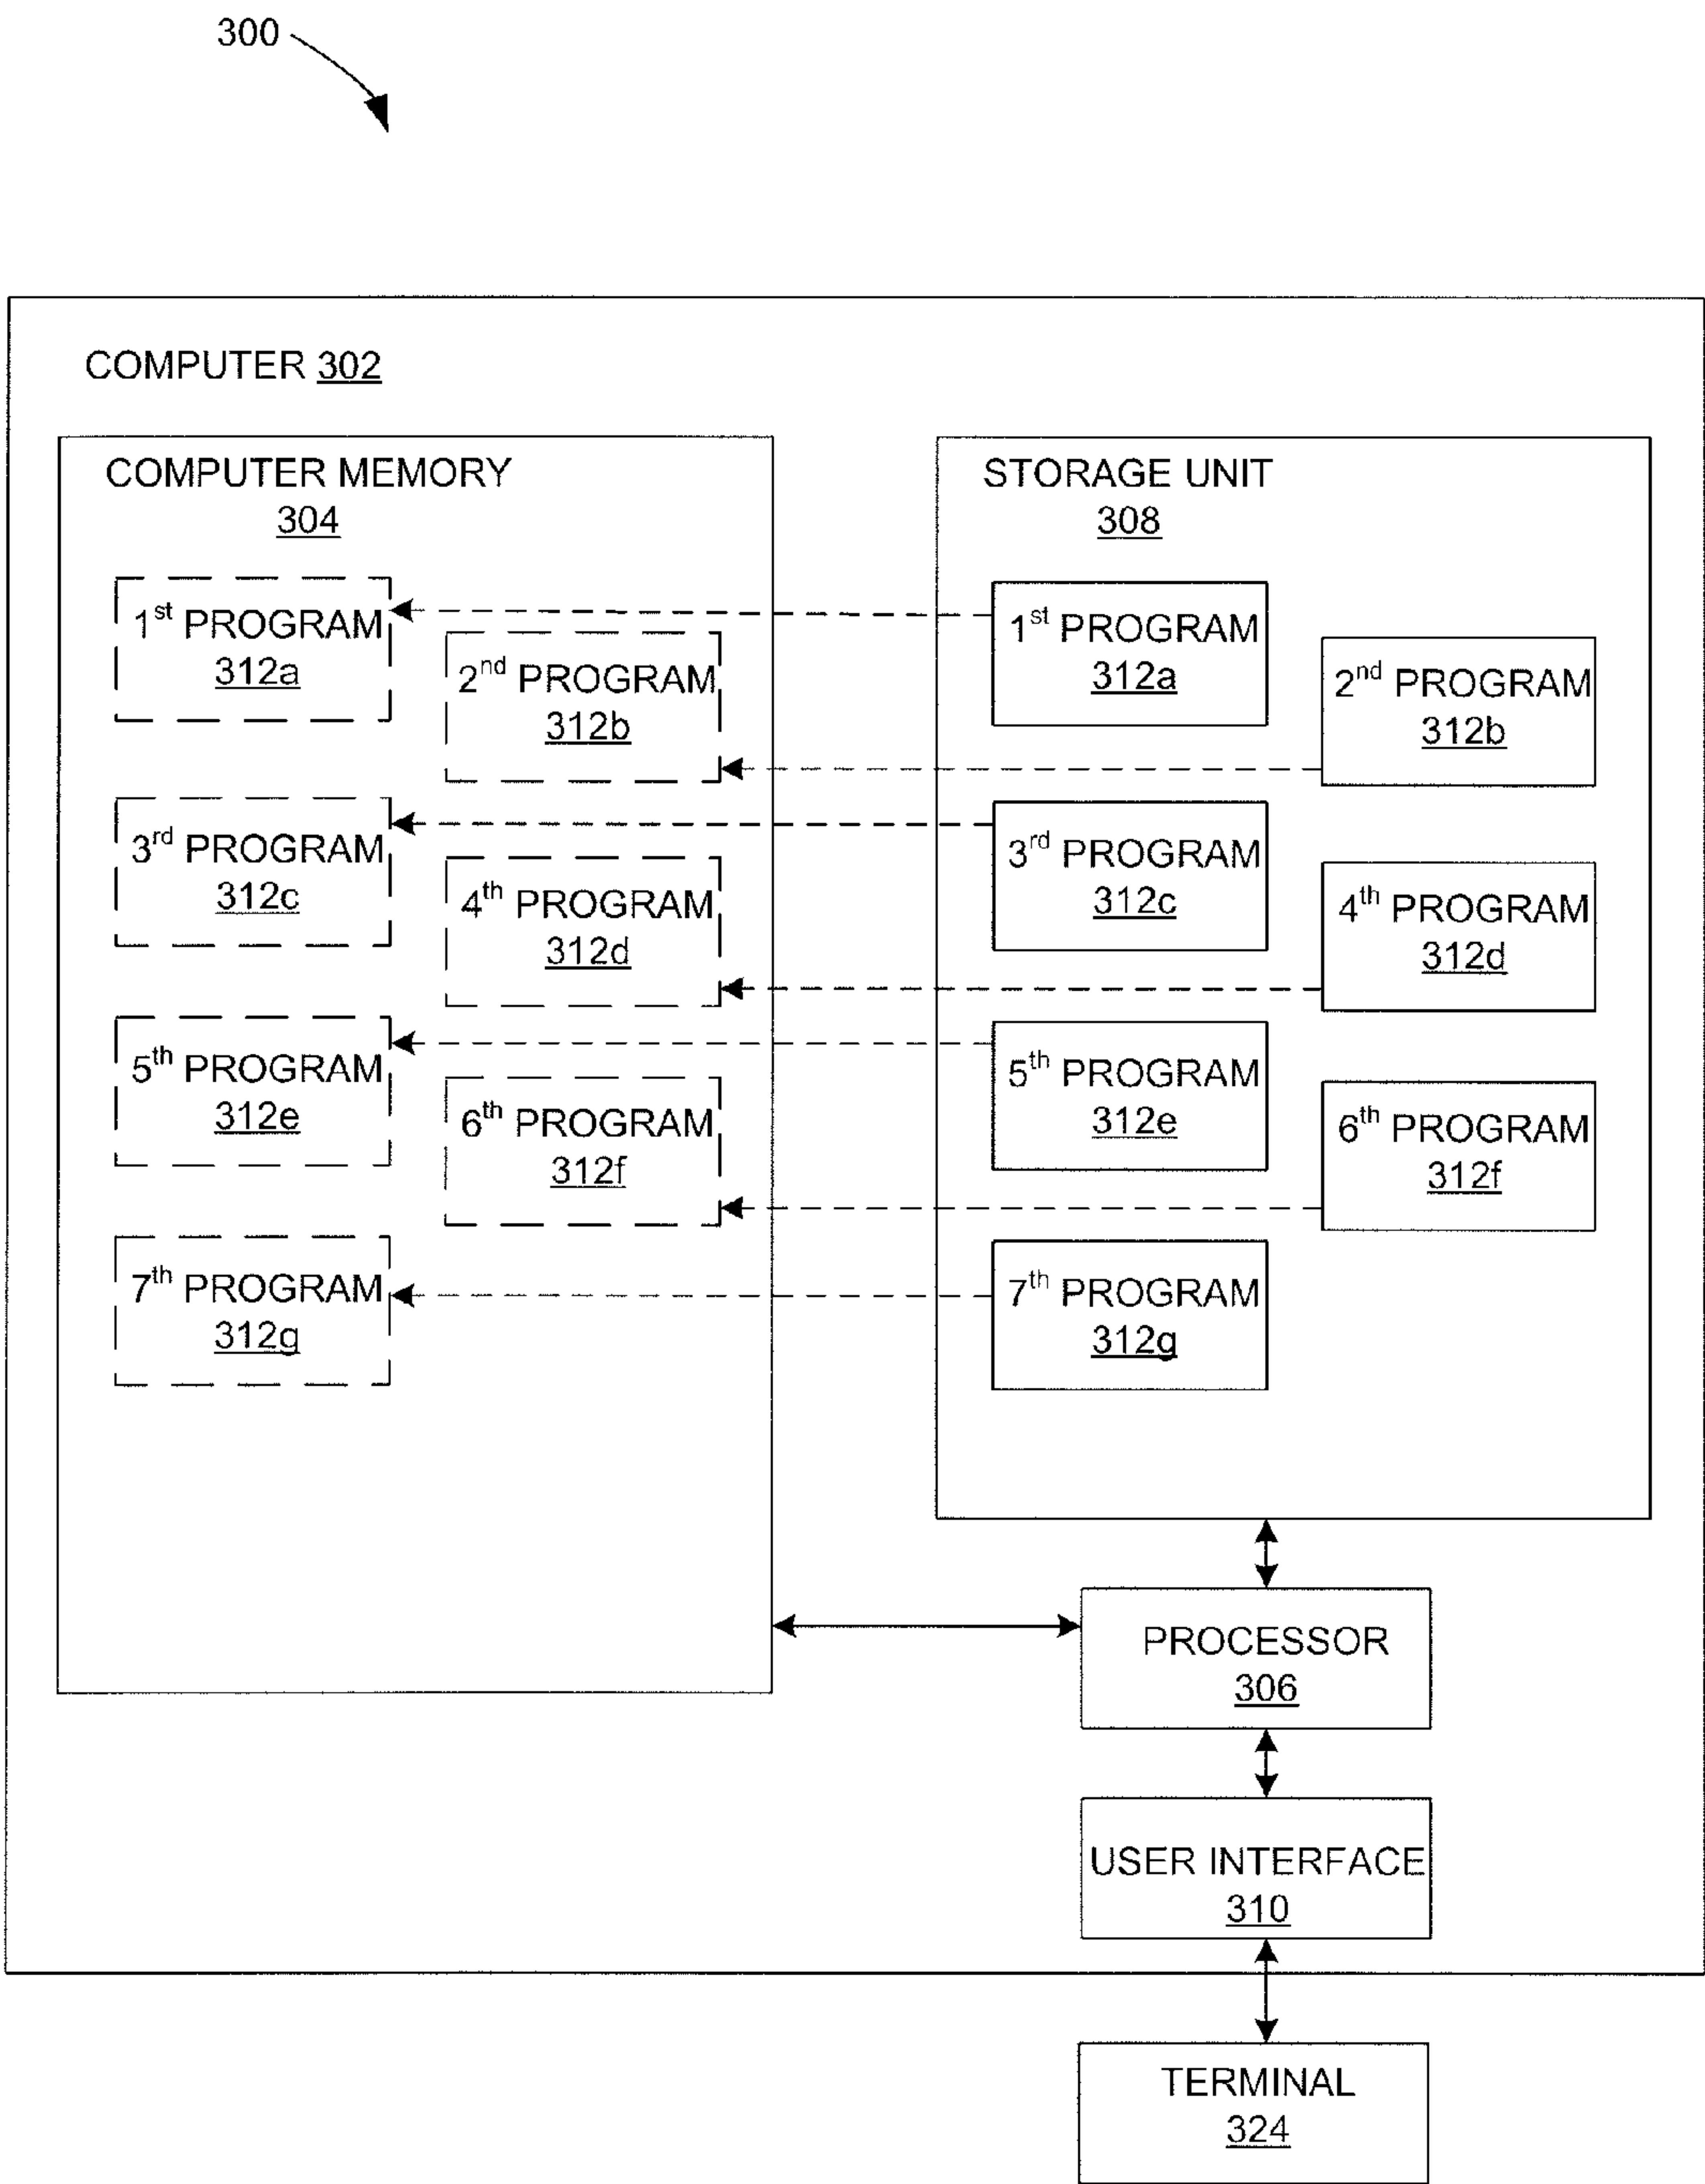 300
COMPUTER 302
COMPUTER MEMORY
304
1st PROGRAM
312a
2nd PROGRAM
312b
3rd PROGRAM
312c
4th PROGRAM
312d
5th PROGRAM
312e
6th PROGRAM
312f
7th PROGRAM
312g
STORAGE UNIT
308
1st PROGRAM
312a
2nd PROGRAM
312b
3rd PROGRAM
312c
4th PROGRAM
312d
5th PROGRAM
312e
6th PROGRAM
312f
7th PROGRAM
312g
PROCESSOR
306
USER INTERFACE
310
TERMINAL
324